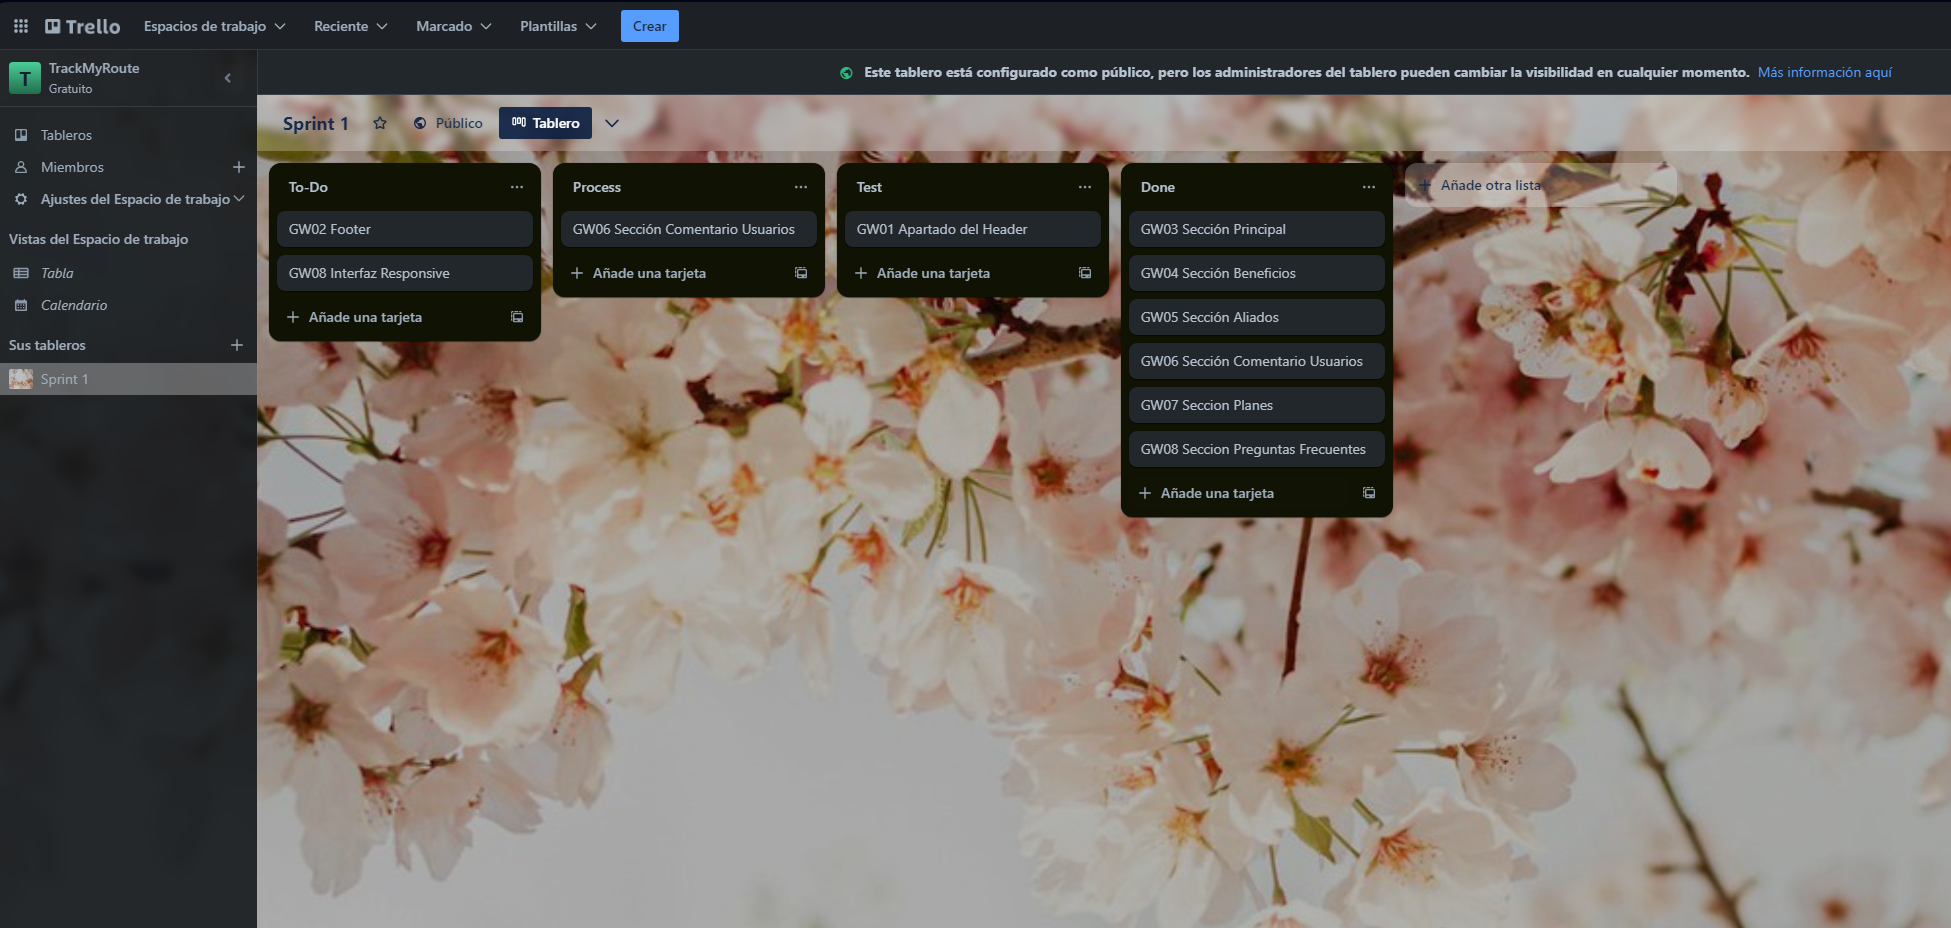 Trello
Espacios de trabajo
Reciente
Marcado
Plantillas
Crear
T
TrackMyRoute
Gratuito
Este tablero está configurado como público, pero los administradores del tablero pueden cambiar la visibilidad en cualquier momento. Más información aquí
Tableros
Miembros
Ajustes del Espacio de trabajo
Vistas del Espacio de trabajo
Tabla
Calendario
Sus tableros
Sprint 1
Sprint 1
Público
Tablero
To-Do
GW02 Footer
GW08 Interfaz Responsive
Añade una tarjeta
Process
GW06 Sección Comentario Usuarios
Añade una tarjeta
Test
GW01 Apartado del Header
Añade una tarjeta
Done
GW03 Sección Principal
GW04 Sección Beneficios
GW05 Sección Aliados
GW06 Sección Comentario Usuarios
GW07 Seccion Planes
GW08 Seccion Preguntas Frecuentes
Añade una tarjeta
Añade otra lista